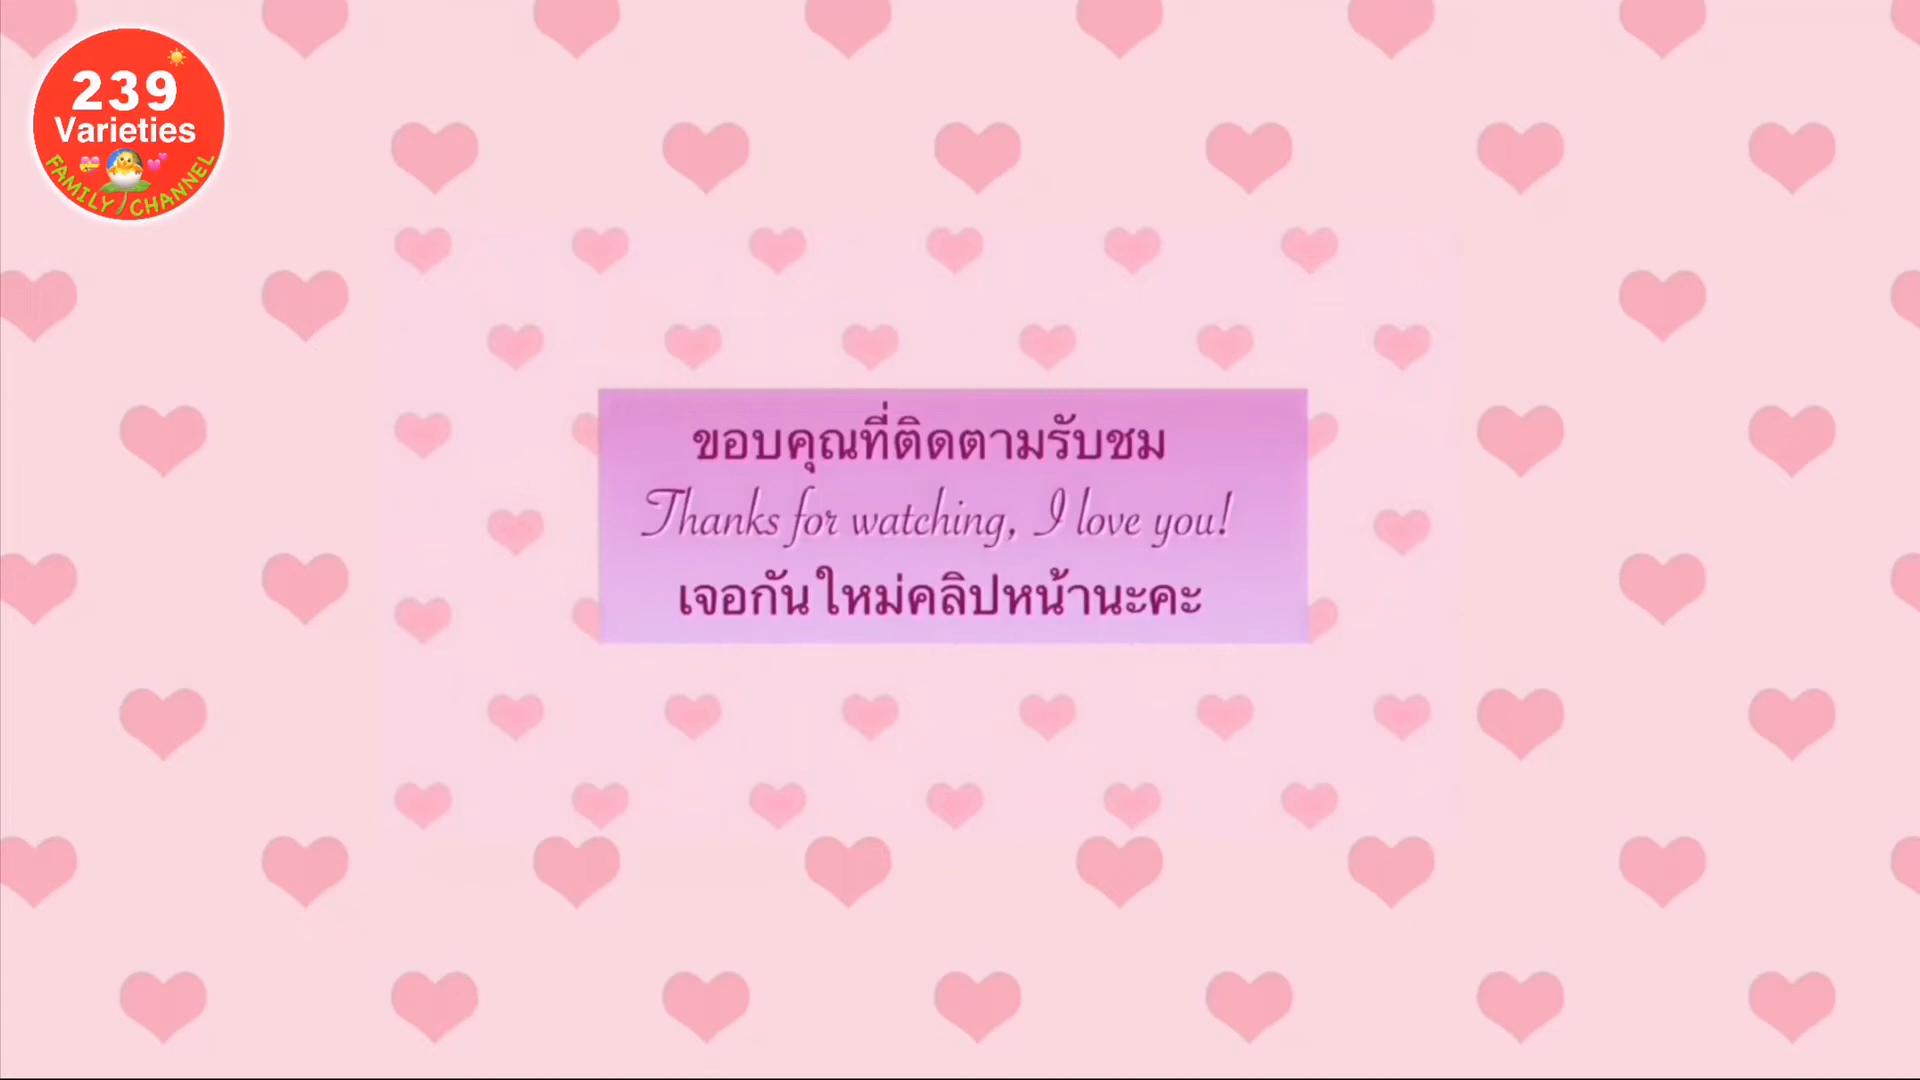 239
Varieties
FAMILY CHANNEL
ขอบคุณที่ติดตามรับชม
Thanks for watching, I love you!
เจอกันใหม่คลิปหน้านะคะ